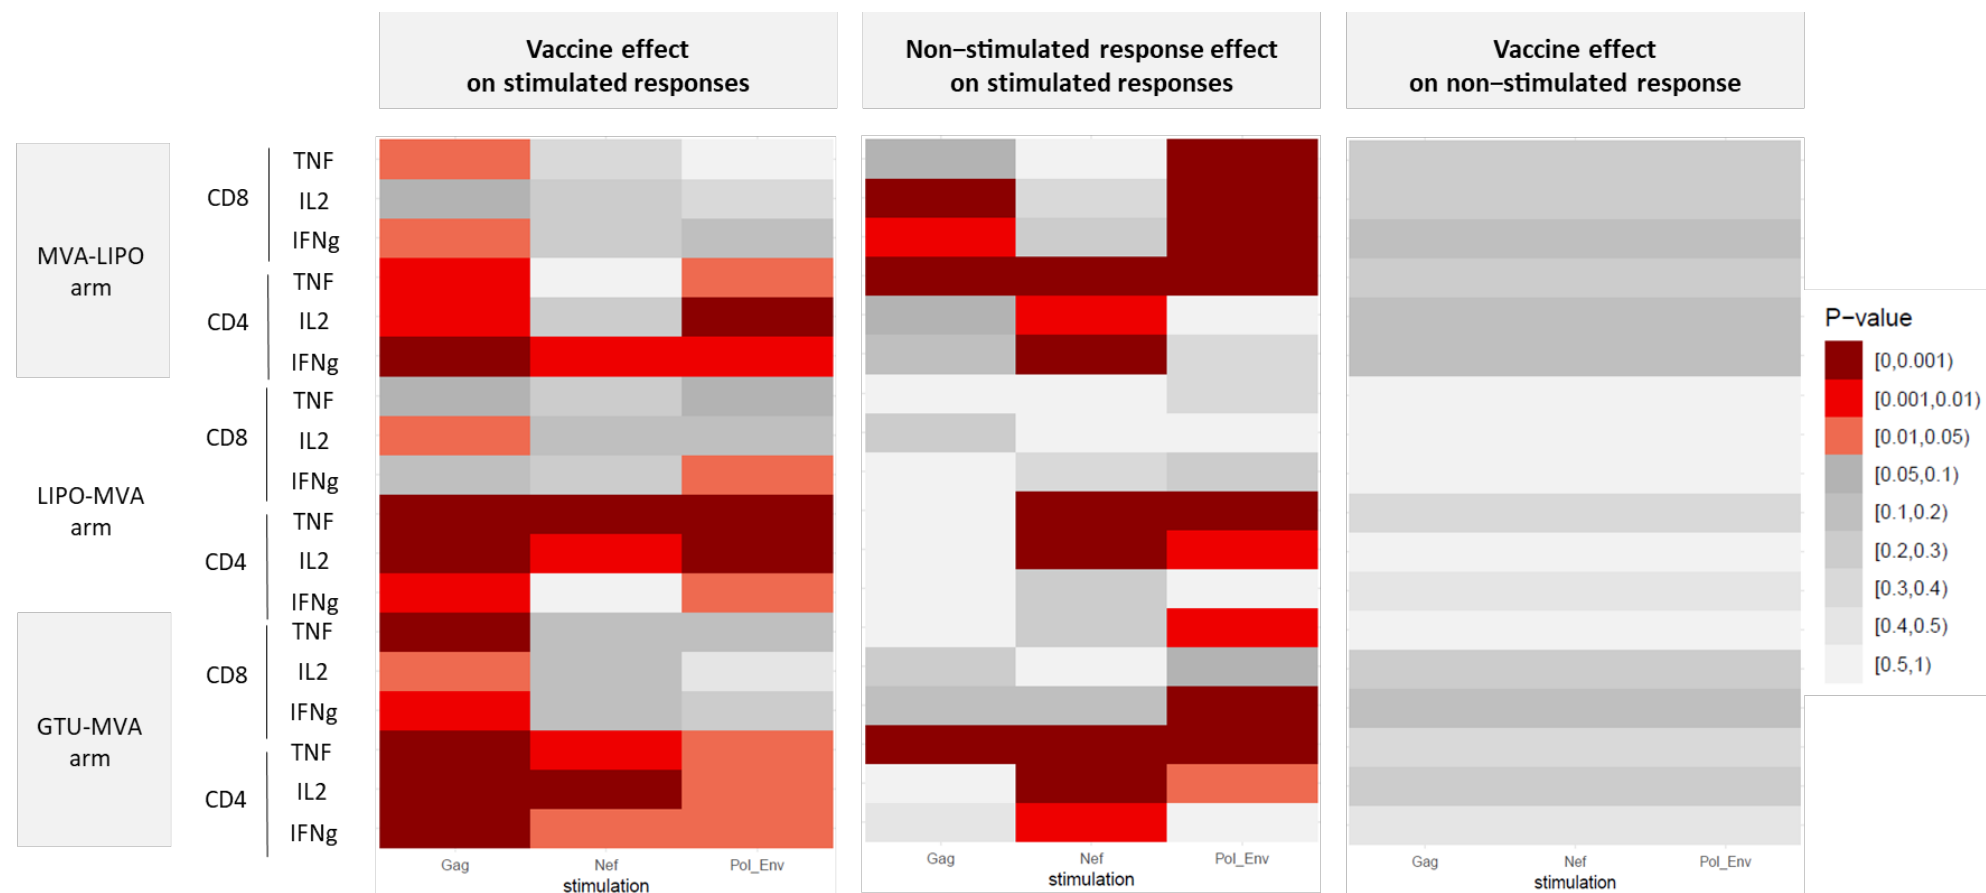 Vaccine effect
on stimulated responses
Non−stimulated response effect
on stimulated responses
Vaccine effect
on non−stimulated response
MVA-LIPO
arm
CD8
TNF
IL2
IFNg
CD4
TNF
IL2
IFNg
LIPO-MVA
arm
CD8
TNF
IL2
IFNg
CD4
TNF
IL2
IFNg
GTU-MVA
arm
CD8
TNF
IL2
IFNg
CD4
TNF
IL2
IFNg
Gag Nef Pol_Env
stimulation
Gag Nef Pol_Env
stimulation
Gag Nef Pol_Env
stimulation
P−value
[0,0.001)
[0.001,0.01)
[0.01,0.05)
[0.05,0.1)
[0.1,0.2)
[0.2,0.3)
[0.3,0.4)
[0.4,0.5)
[0.5,1)